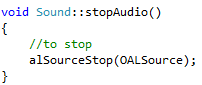 void Sound::stopAudio()
{
    //to stop
    alSourceStop(OALSource);
}